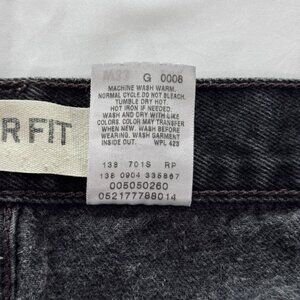 G 0008
MACHINE WASH WARM.
NORMAL CYCLE. DO NOT BLEACH.
TUMBLE DRY HOT.
HOT IRON IF NEEDED.
WASH AND DRY WITH LIKE
COLORS. COLOR MAY TRANSFER
WHEN NEW. WASH BEFORE
WEARING. WASH GARMENT
INSIDE OUT. WPL 423
R FIT
138 701S RP
138 0904 335867
005050260
052177788014